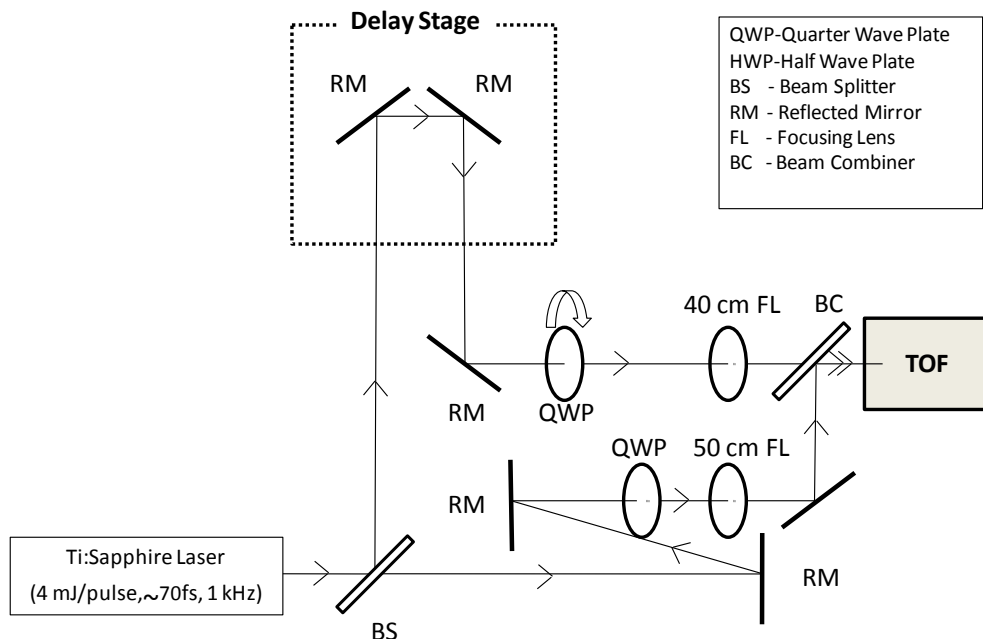 Delay Stage
RM
RM
QWP-Quarter Wave Plate
HWP-Half Wave Plate
BS - Beam Splitter
RM - Reflected Mirror
FL - Focusing Lens
BC - Beam Combiner
40 cm FL
BC
TOF
RM
QWP
QWP
50 cm FL
RM
RM
Ti:Sapphire Laser
(4 mJ/pulse,~70fs, 1 kHz)
BS